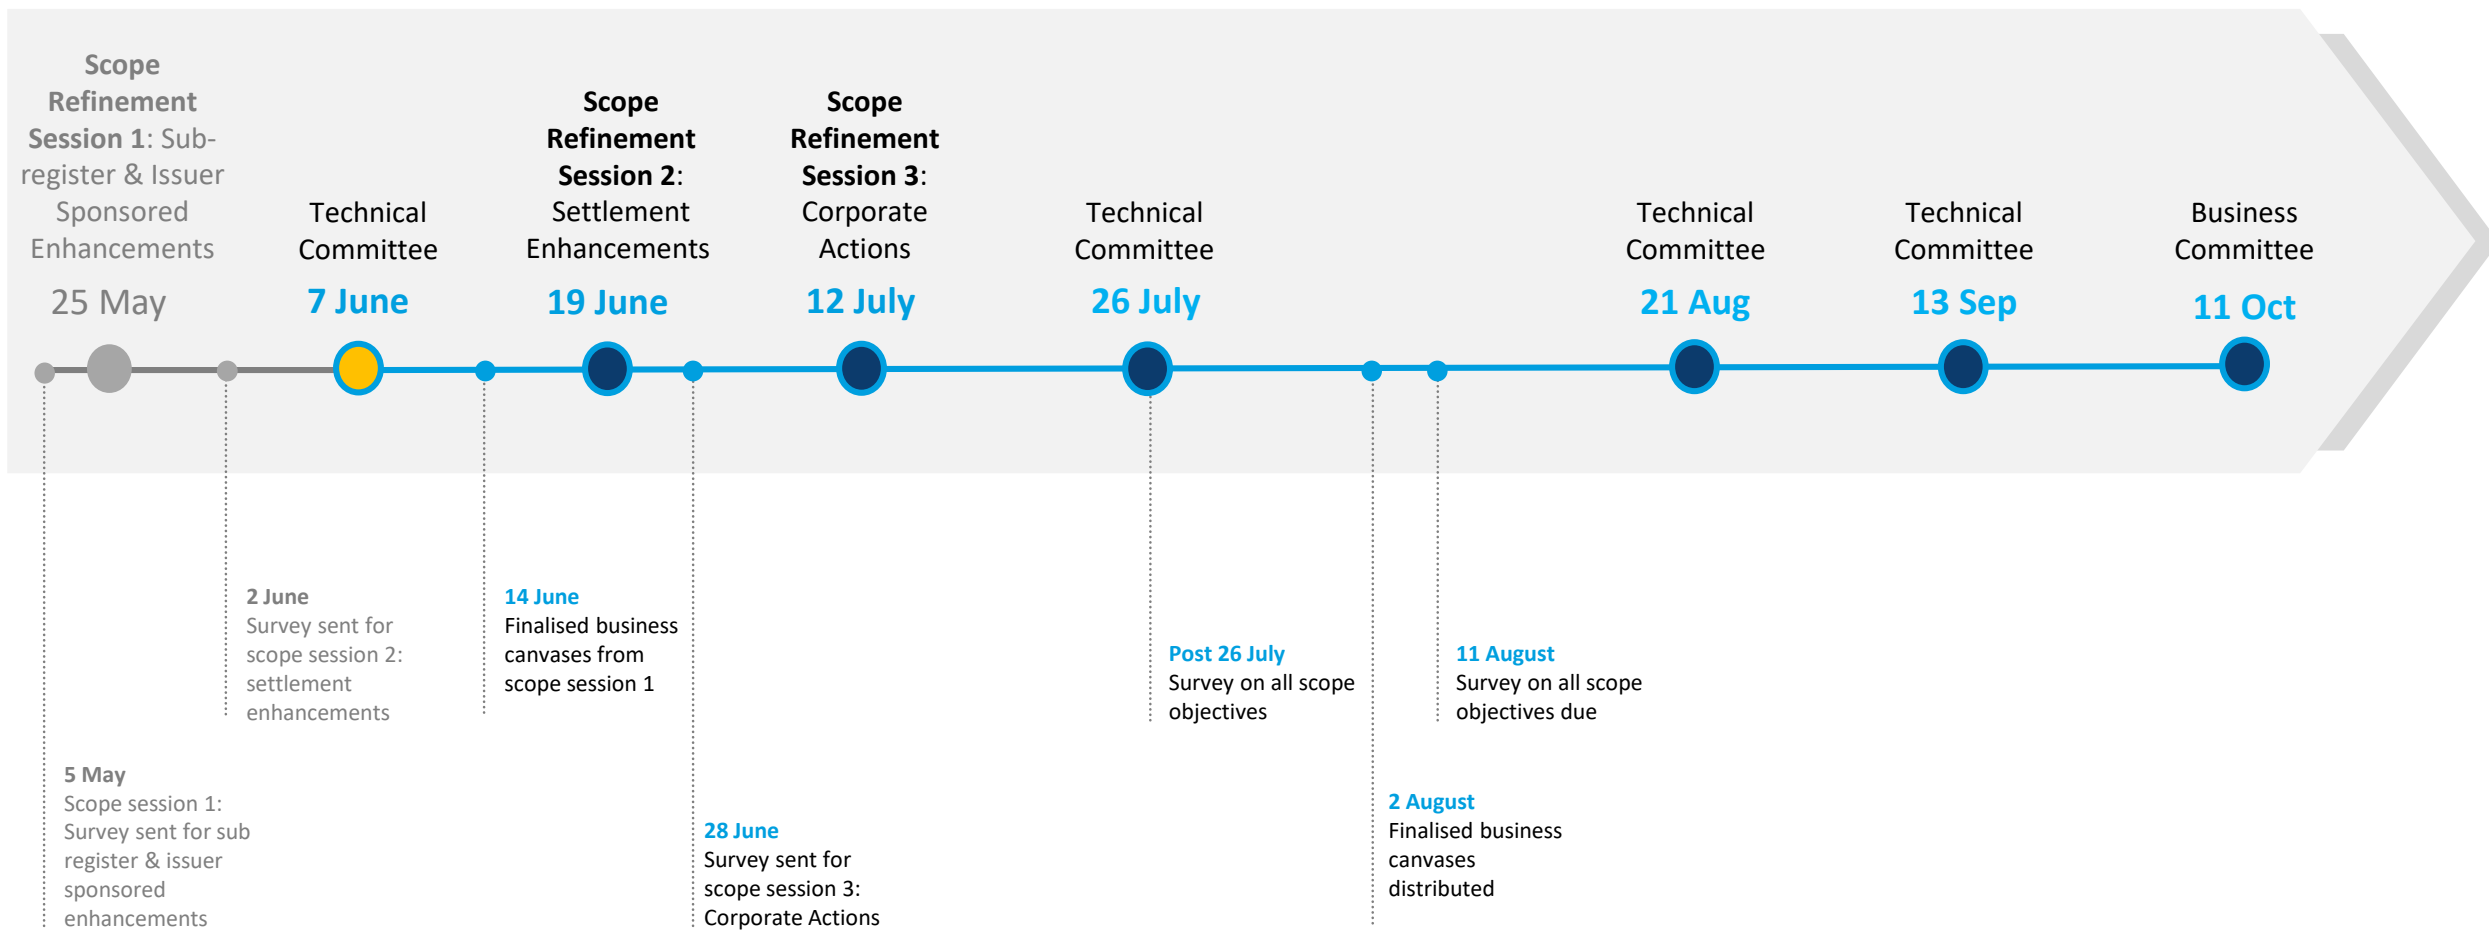 Scope
Refinement
Session 1: Sub-
register & Issuer
Sponsored
Enhancements
25 May
Technical
Committee
7 June
Scope
Refinement
Session 2:
Settlement
Enhancements
19 June
Scope
Refinement
Session 3:
Corporate
Actions
12 July
Technical
Committee
26 July
Technical
Committee
21 Aug
Technical
Committee
13 Sep
Business
Committee
11 Oct
5 May
Scope session 1:
Survey sent for sub
register & issuer
sponsored
enhancements
2 June
Survey sent for
scope session 2:
settlement
enhancements
14 June
Finalised business
canvases from
scope session 1
28 June
Survey sent for
scope session 3:
Corporate Actions
Post 26 July
Survey on all scope
objectives
2 August
Finalised business
canvases
distributed
11 August
Survey on all scope
objectives due